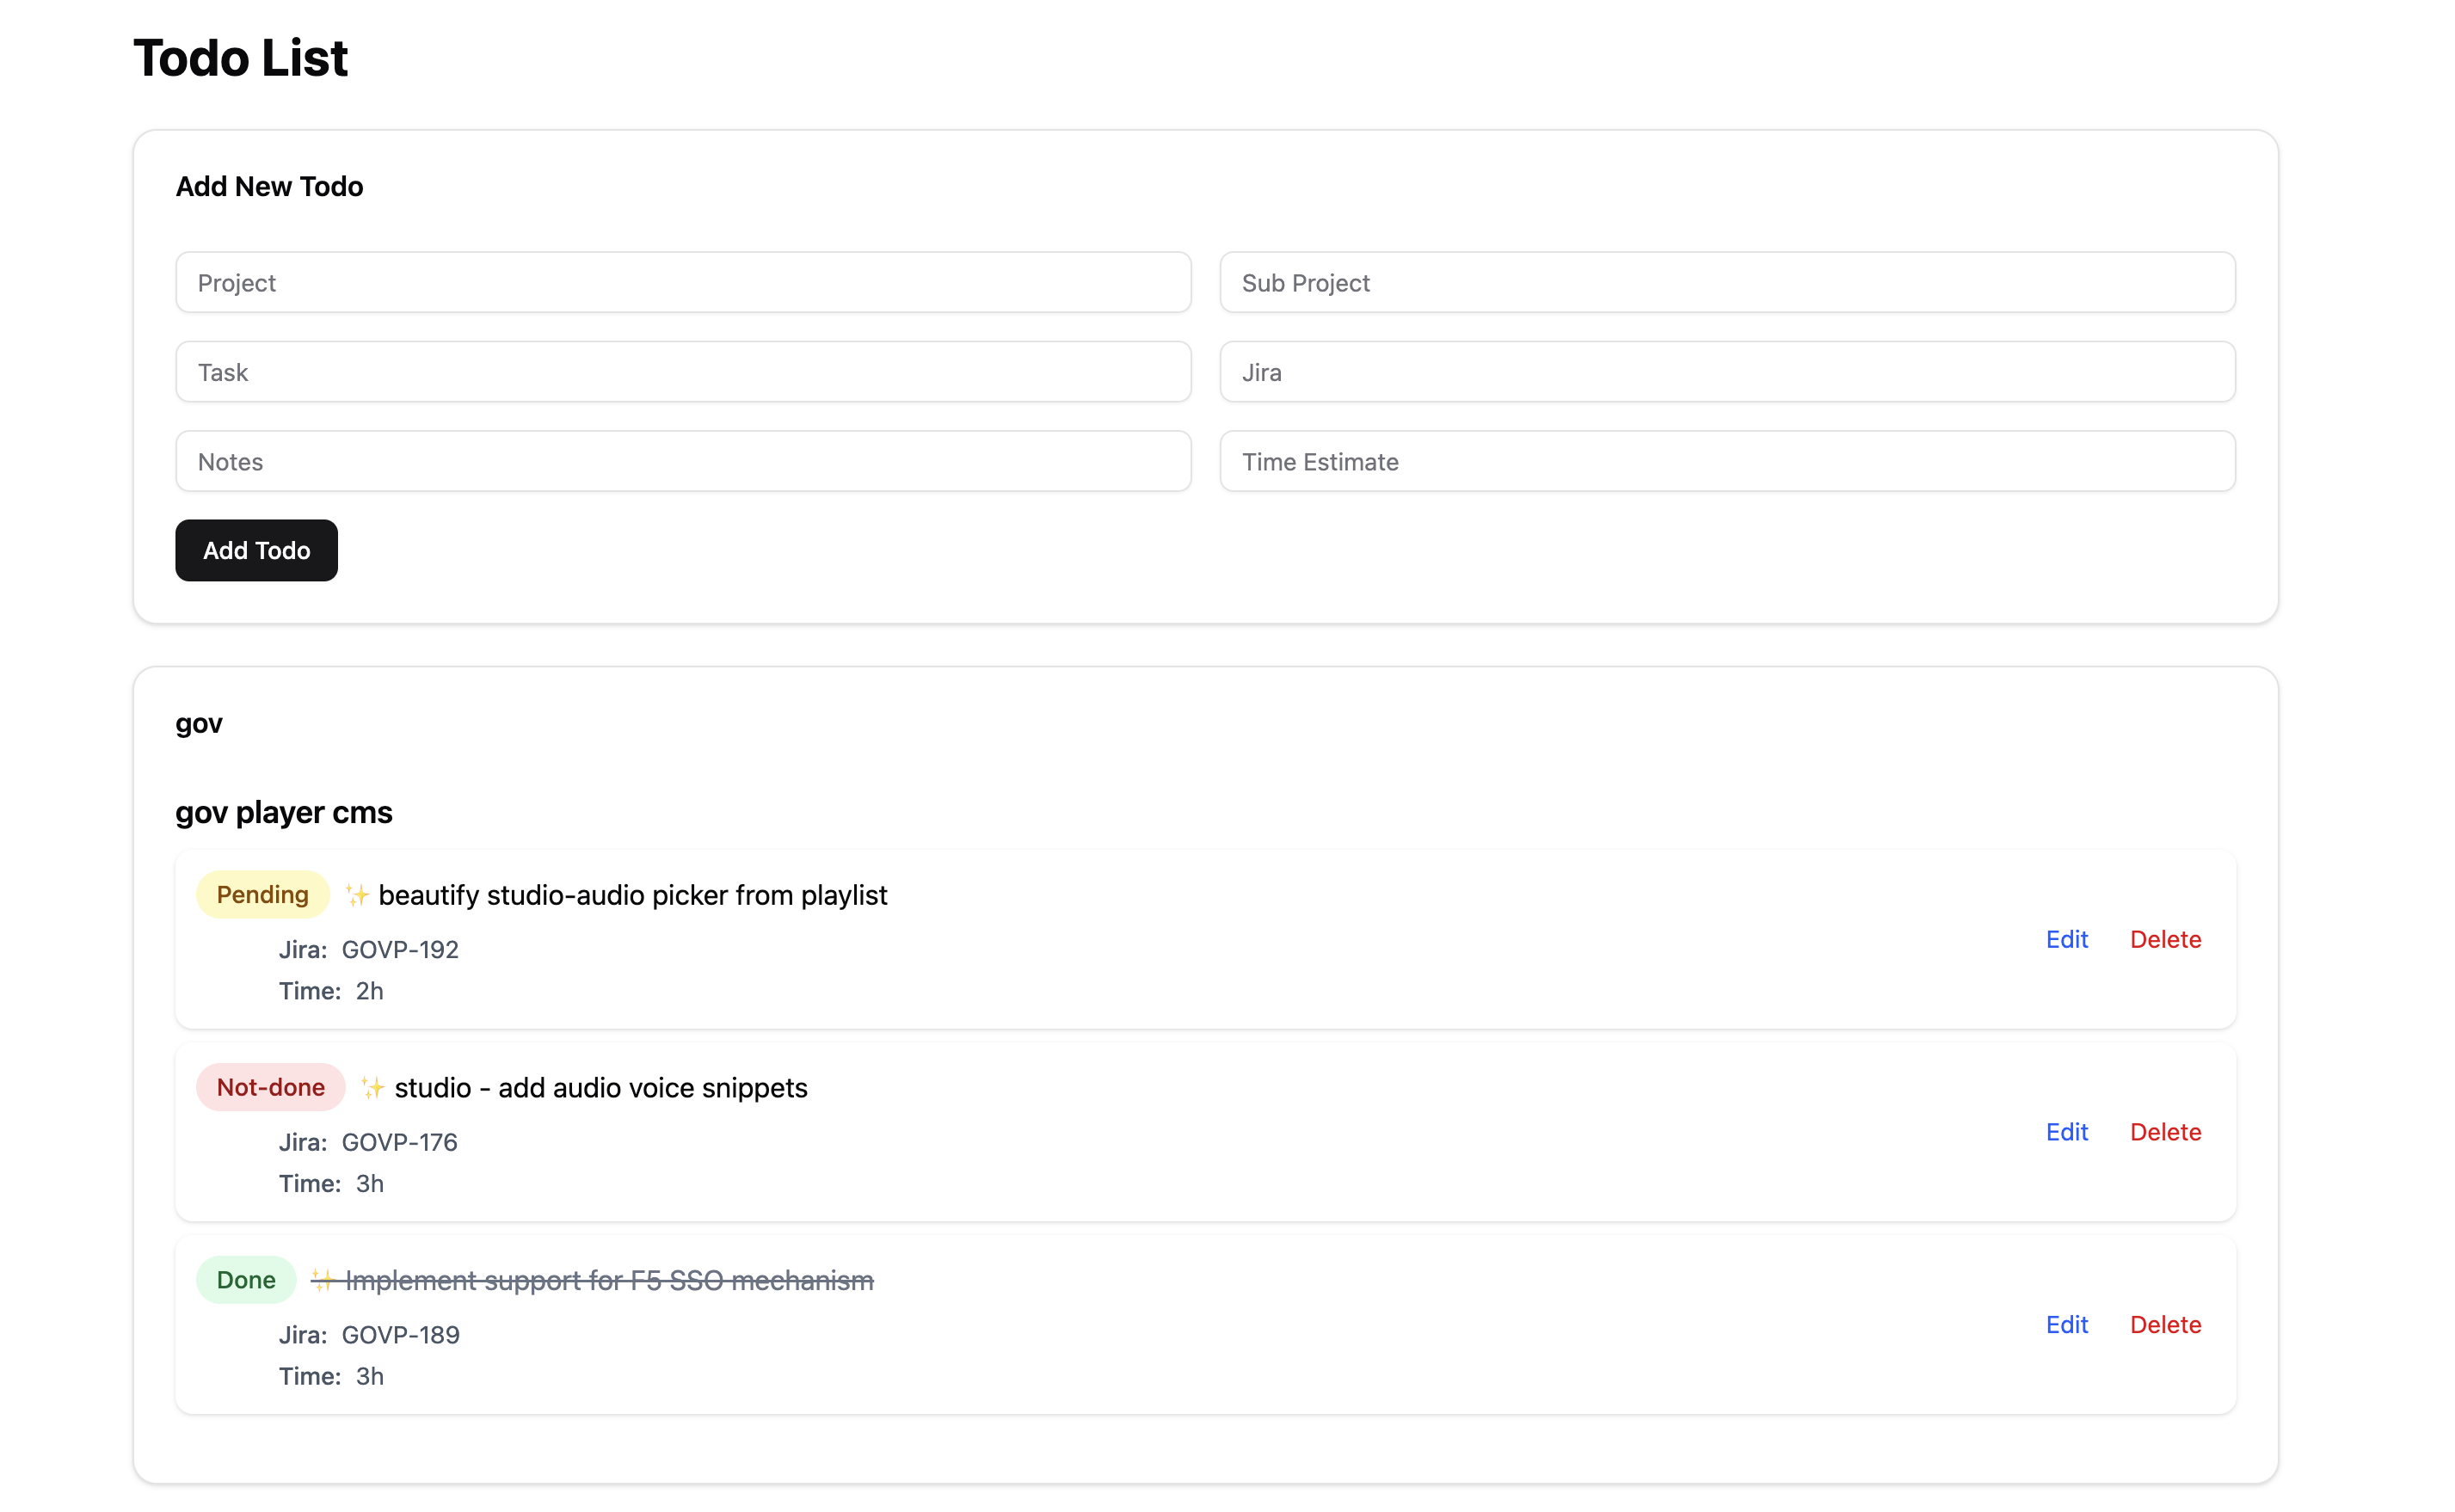 Todo List
Add New Todo
Project
Sub Project
Task
Jira
Notes
Time Estimate
Add Todo
gov
gov player cms
Pending ✨ beautify studio-audio picker from playlist
Jira: GOVP-192
Time: 2h
Edit Delete
Not-done ✨ studio - add audio voice snippets
Jira: GOVP-176
Time: 3h
Edit Delete
Done ✨ Implement support for F5 SSO mechanism
Jira: GOVP-189
Time: 3h
Edit Delete